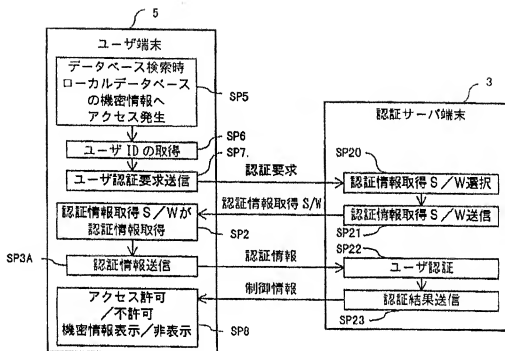 5
ユーザ端末
データベース検索時
ローカルデータベース
の機密情報へ
アクセス発生
SP5
ユーザIDの取得
SP6
ユーザ認証要求送信
SP7.
認証要求
3
認証サーバ端末
SP20
認証情報取得S/W選択
認証情報取得S/W
認証情報取得S/W送信
SP21
認証情報取得S/Wが
認証情報取得
SP2
SP3A
認証情報送信
認証情報
SP22
ユーザ認証
制御情報
認証結果送信
SP23
アクセス許可
/不許可
機密情報表示/非表示
SP8